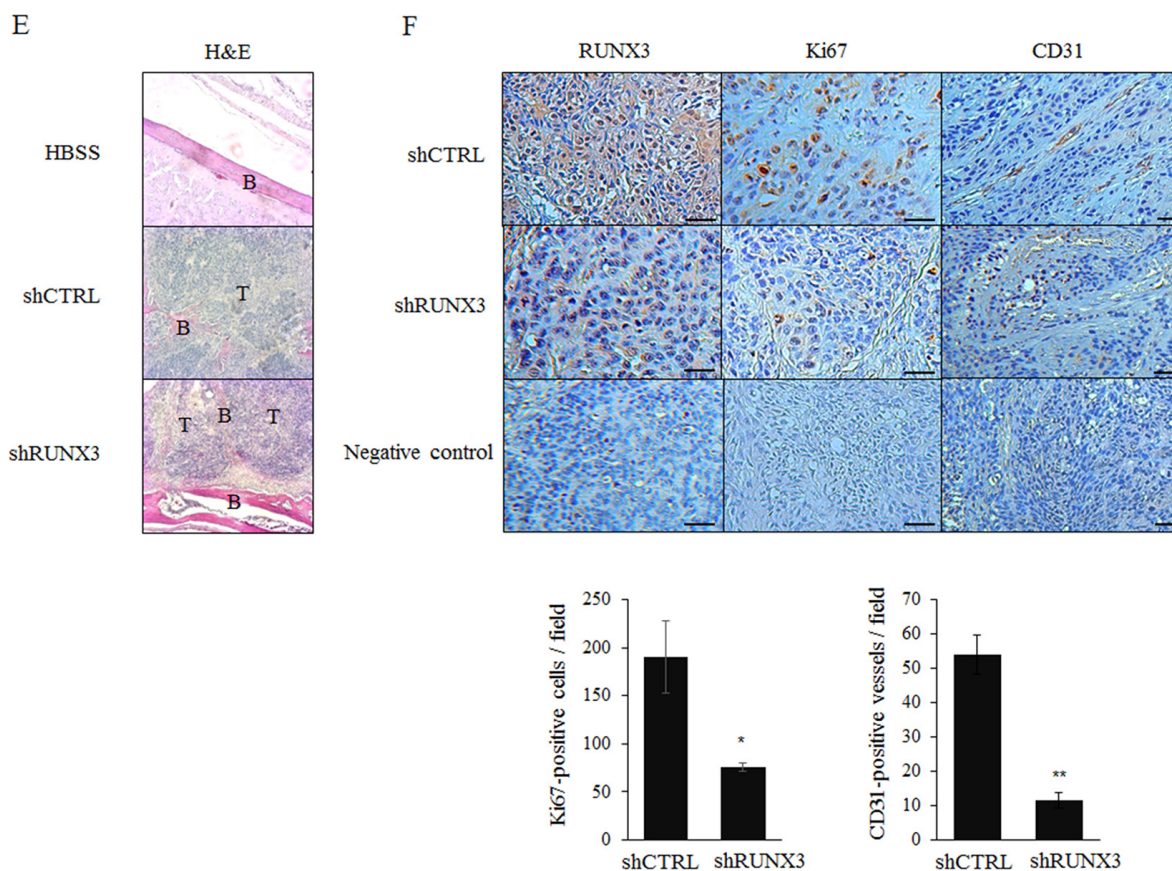 E
H&E
HBSS
B
shCTRL
T
B
shRUNX3
T B T
B
F
RUNX3 Ki67 CD31
shCTRL
shRUNX3
Negative control
Ki67-positive cells / field
250
200
150
100
50
0
*
shCTRL shRUNX3
CD31-positive vessels / field
70
60
50
40
30
20
10
0
**
shCTRL shRUNX3